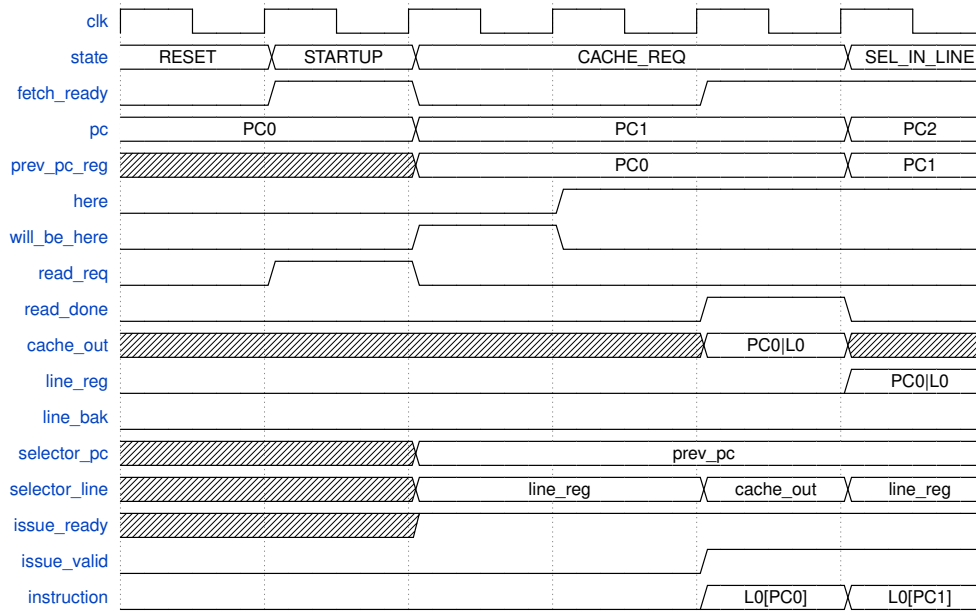 clk
state RESET STARTUP CACHE_REQ SEL_IN_LINE
fetch_ready
pc PC0 PC1 PC2
prev_pc_reg PC0 PC1
here
will_be_here
read_req
read_done
cache_out PC0|L0
line_reg PC0|L0
line_bak
selector_pc prev_pc
selector_line line_reg cache_out line_reg
issue_ready
issue_valid
instruction L0[PC0] L0[PC1]